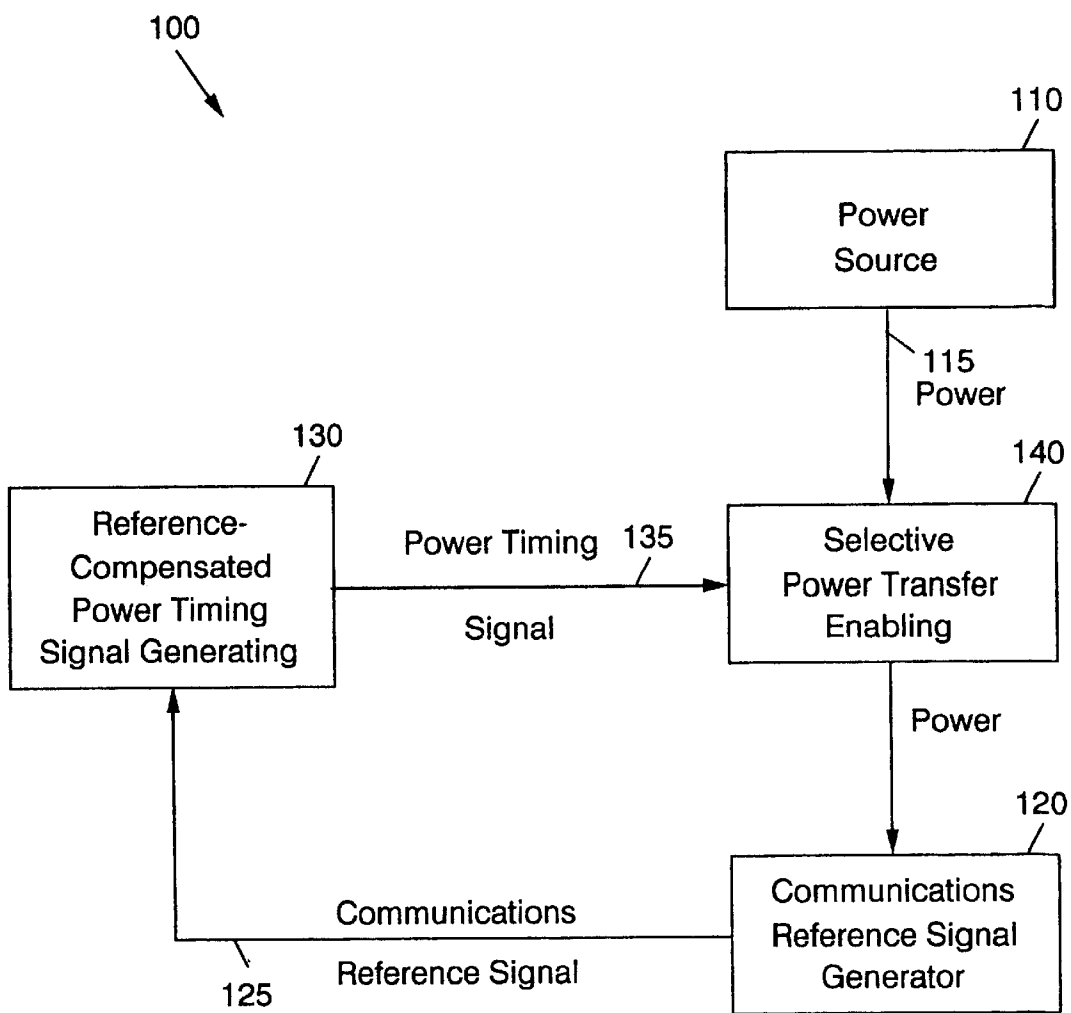 100
110
Power
Source
115
Power
130
140
Reference-
Compensated
Power Timing
Signal Generating
Power Timing
135
Signal
Selective
Power Transfer
Enabling
Power
120
Communications
Reference Signal
Generator
Communications
Reference Signal
125